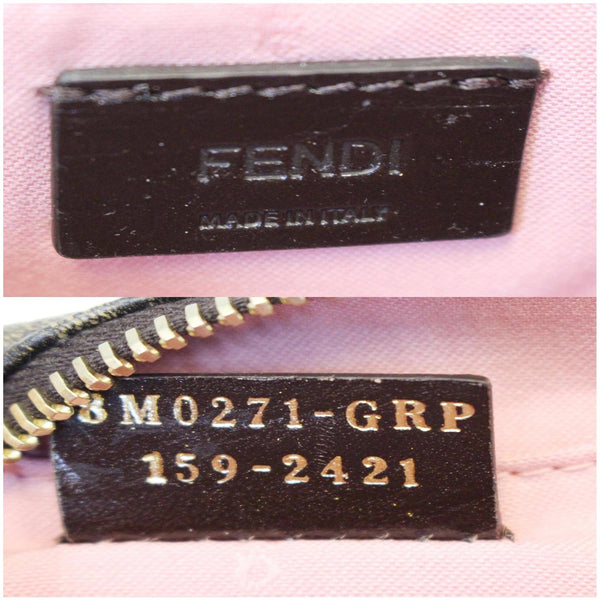 FENDI
MADE IN ITALY
8M0271-GRP
159-2421